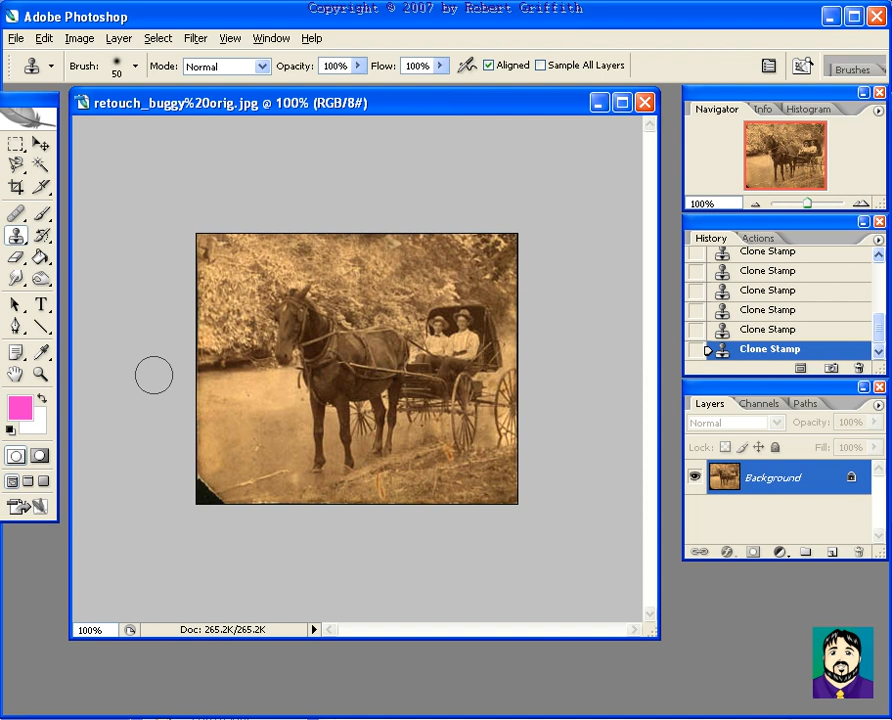 Copyright © 2007 by Robert Griffith
Adobe Photoshop
File Edit Image Layer Select Filter View Window Help
Brush: 50 Mode: Normal Opacity: 100% Flow: 100% Aligned Sample All Layers Brushes
retouch_buggy%20orig.jpg @ 100% (RGB/8#)
Navigator Info Histogram
100%
History Actions
Clone Stamp
Clone Stamp
Clone Stamp
Clone Stamp
Clone Stamp
Clone Stamp
Layers Channels Paths
Normal Opacity: 100%
Lock: Fill: 100%
Background
100% Doc: 265.2K/265.2K